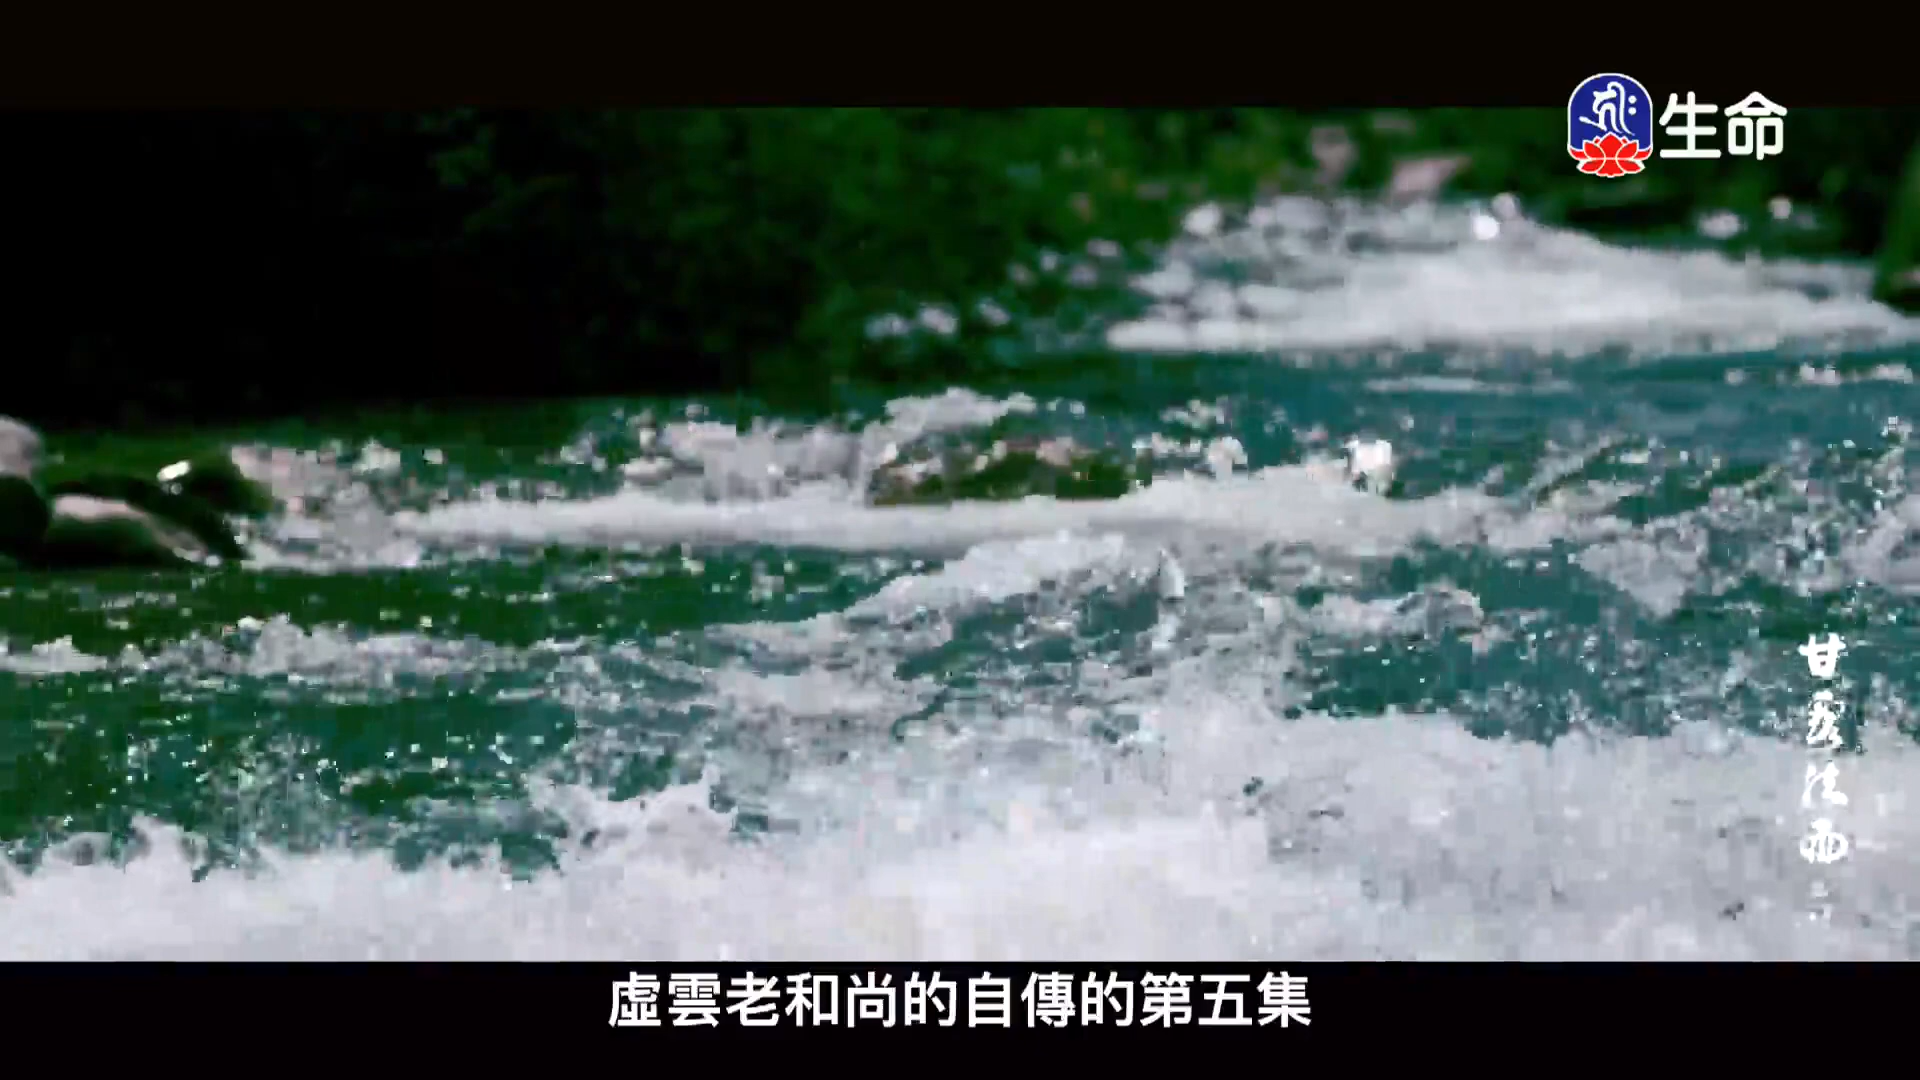 生命
甘露法雨
虛雲老和尚的自傳的第五集